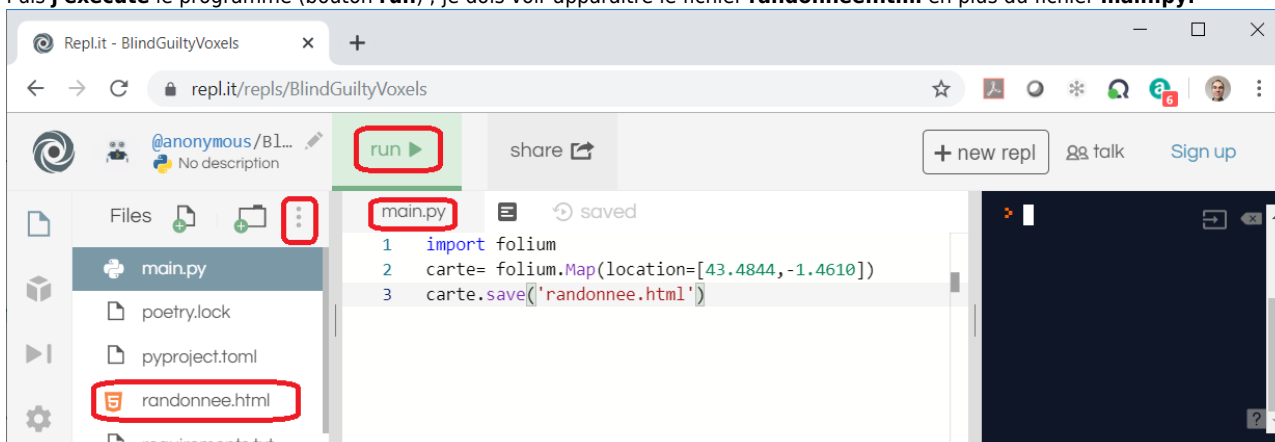 Puis j'exécute le programme (bouton run) , je dois voir apparaître le fichier randonnee.html en plus du fichier main.py.
Repl.it - BlindGuiltyVoxels
repl.it/repls/BlindGuiltyVoxels
6
@anonymous/Bl…
No description
run
share
+ new repl
talk
Sign up
Files
main.py
saved
main.py
poetry.lock
pyproject.toml
randonnee.html
requirements.txt
1 import folium
2 carte= folium.Map(location=[43.4844,-1.4610])
3 carte.save('randonnee.html')
>
?